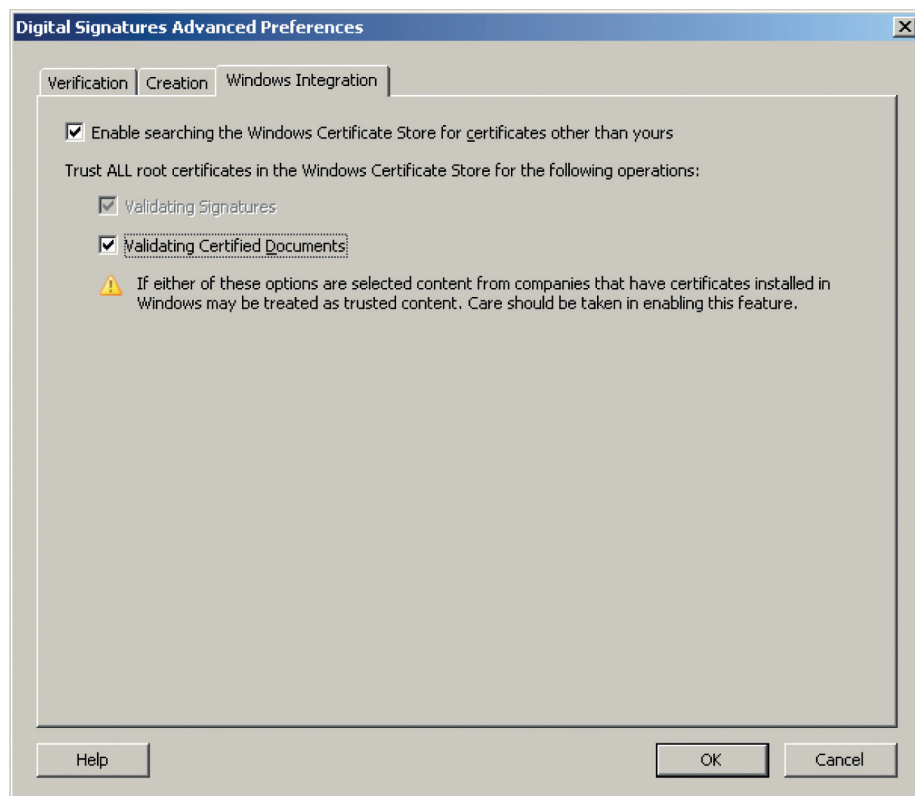 Digital Signatures Advanced Preferences
Verification Creation Windows Integration
Enable searching the Windows Certificate Store for certificates other than yours
Trust ALL root certificates in the Windows Certificate Store for the following operations:
Validating Signatures
Validating Certified Documents
If either of these options are selected content from companies that have certificates installed in
Windows may be treated as trusted content. Care should be taken in enabling this feature.
Help OK Cancel